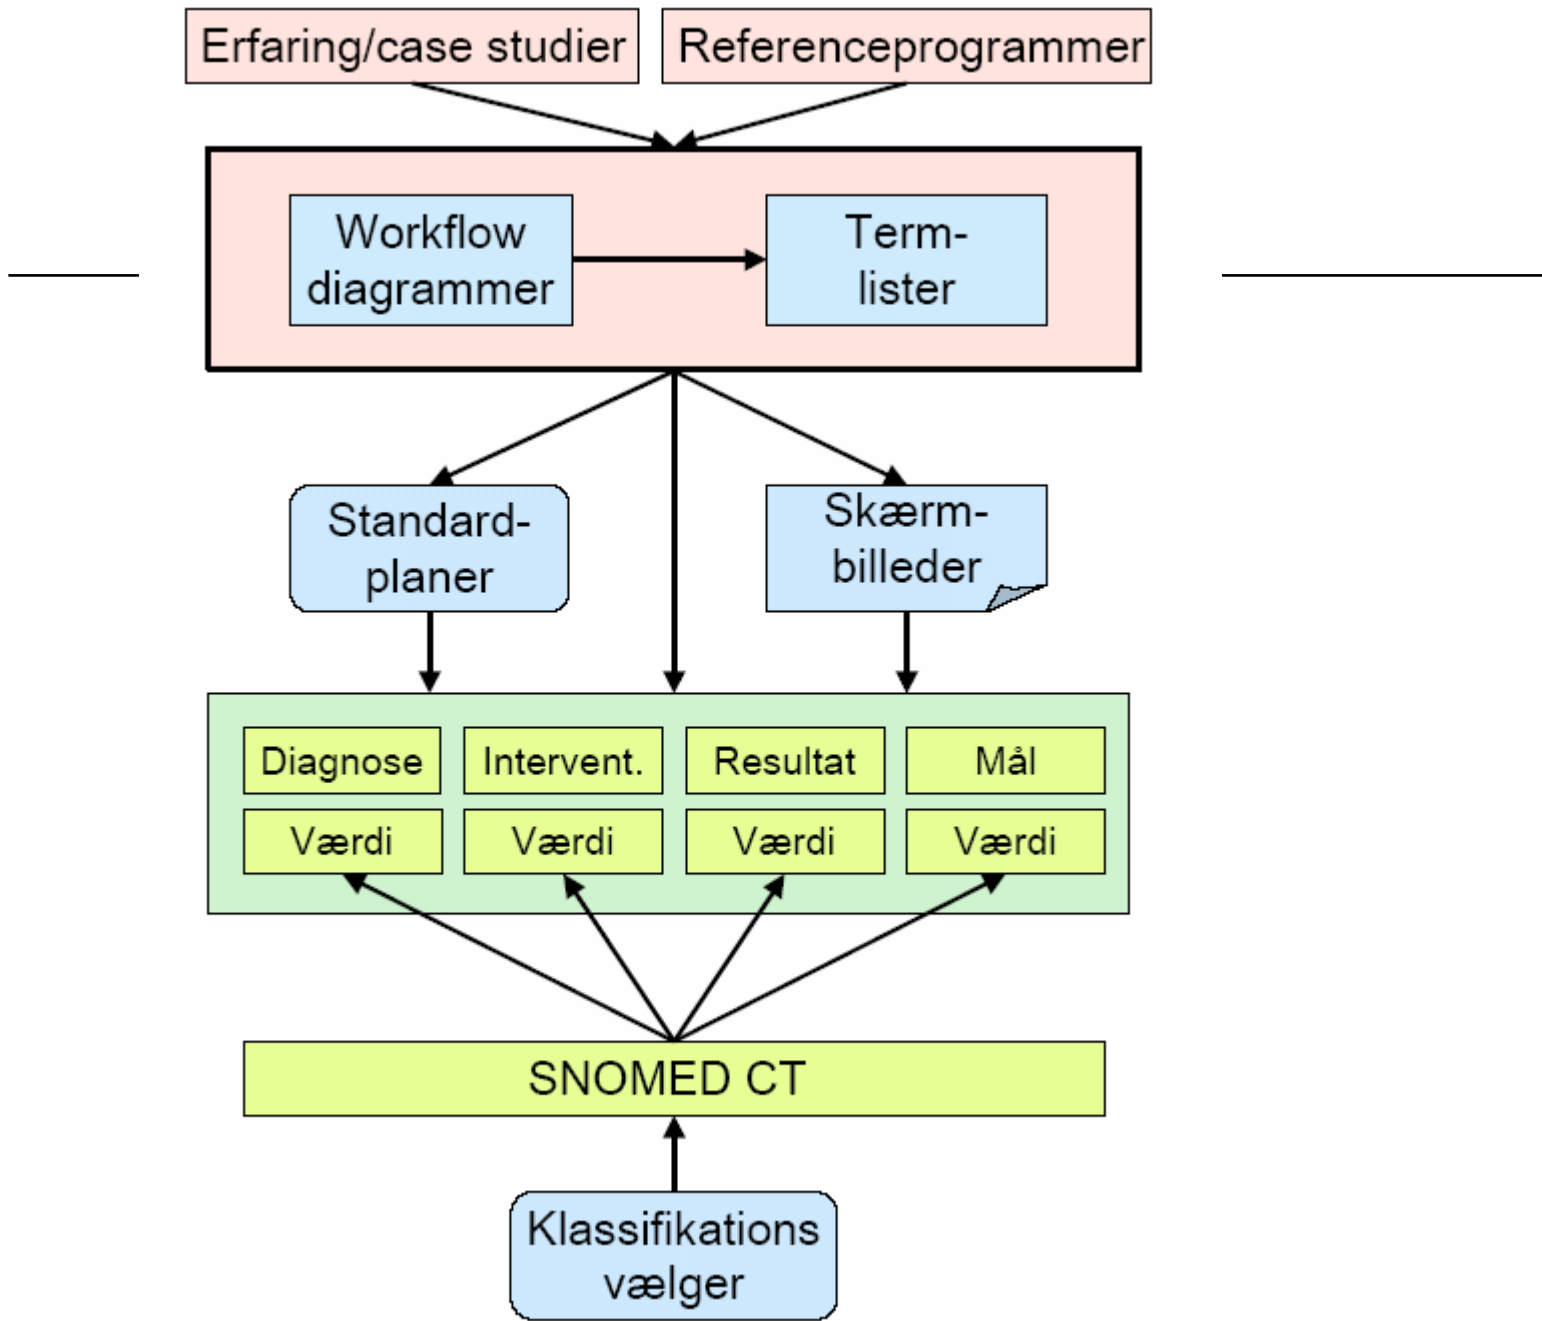 Erfaring/case studier
Referenceprogrammer
Workflow
diagrammer
Term-
lister
Standard-
planer
Skærm-
billeder
Diagnose
Intervent.
Resultat
Mål
Værdi
Værdi
Værdi
Værdi
SNOMED CT
Klassifikations
vælger